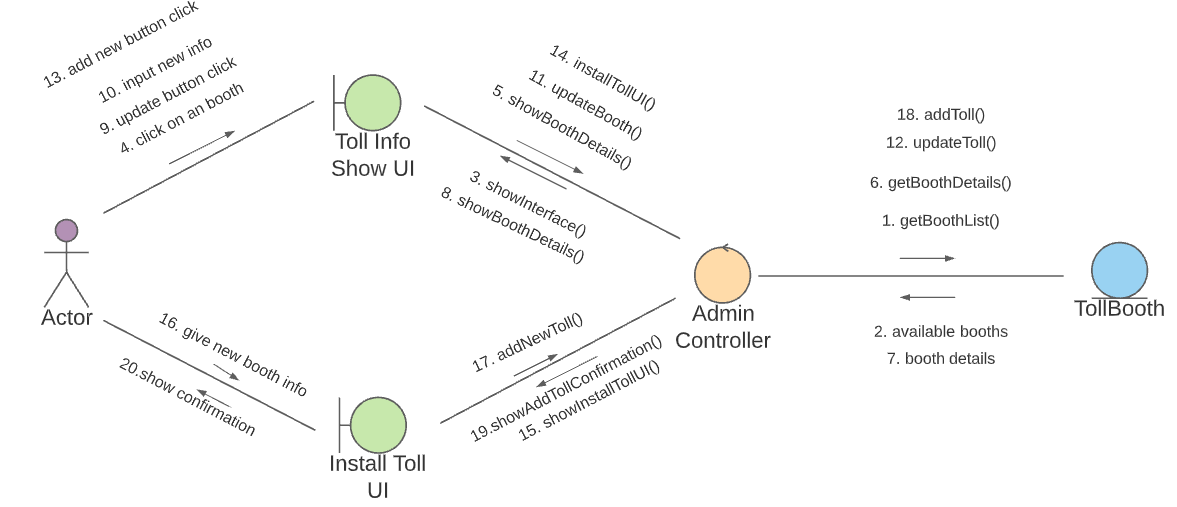 13. add new button click
10. input new info
9. update button click
4. click on an booth
Toll Info
Show UI
14. installTollUI()
11. updateBooth()
5. showBoothDetails()
3. showInterface()
8. showBoothDetails()
18. addToll()
12. updateToll()
6. getBoothDetails()
1. getBoothList()
Actor
Admin
Controller
TollBooth
2. available booths
7. booth details
16. give new booth info
20.show confirmation
17. addNewToll()
19.showAddTollConfirmation()
15. showInstallTollUI()
Install Toll
UI